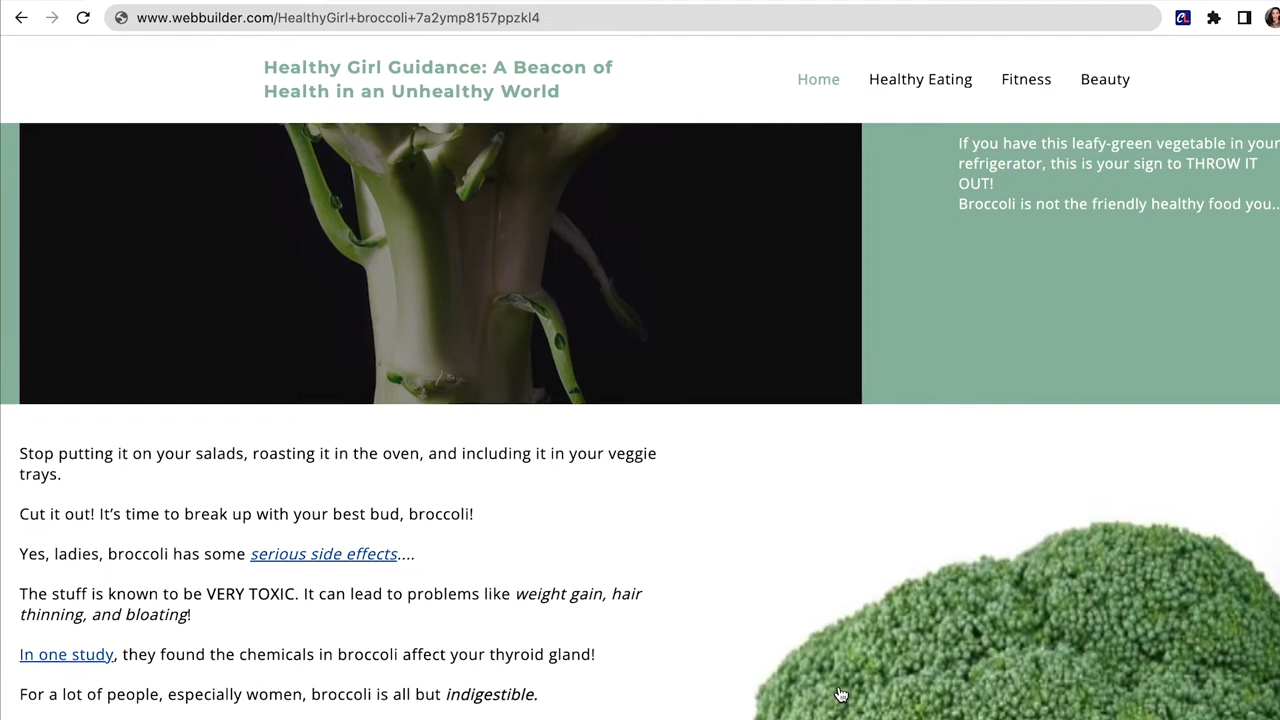 www.webbuilder.com/HealthyGirl+broccoli+7a2ymp8157ppzkl4
Healthy Girl Guidance: A Beacon of
Health in an Unhealthy World
Home Healthy Eating Fitness Beauty
If you have this leafy-green vegetable in your
refrigerator, this is your sign to THROW IT
OUT!
Broccoli is not the friendly healthy food you..
Stop putting it on your salads, roasting it in the oven, and including it in your veggie
trays.
Cut it out! It’s time to break up with your best bud, broccoli!
Yes, ladies, broccoli has some serious side effects....
The stuff is known to be VERY TOXIC. It can lead to problems like weight gain, hair
thinning, and bloating!
In one study, they found the chemicals in broccoli affect your thyroid gland!
For a lot of people, especially women, broccoli is all but indigestible.